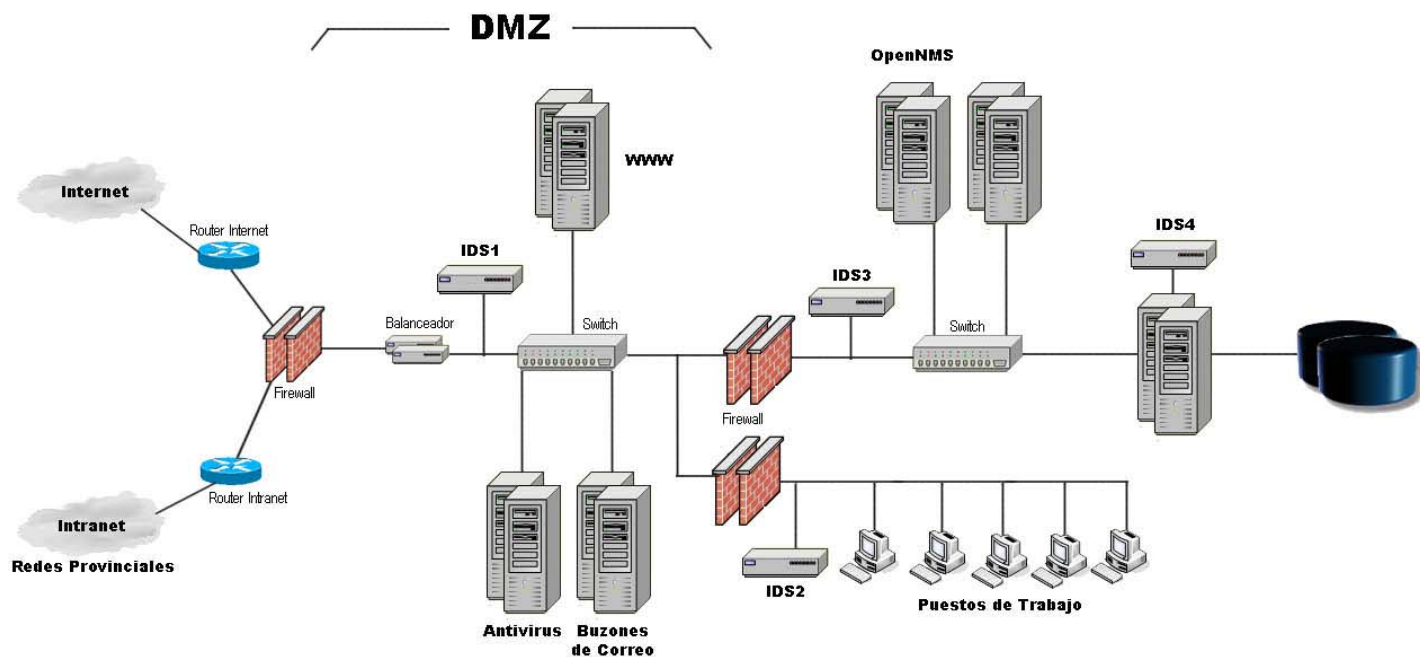 DMZ
OpenNMS
WWW
Internet
Router Internet
IDS1
IDS3
IDS4
Balanceador
Switch
Switch
Firewall
Firewall
Router Intranet
Intranet
Redes Provinciales
IDS2
Puestos de Trabajo
Antivirus
Buzones
de Correo